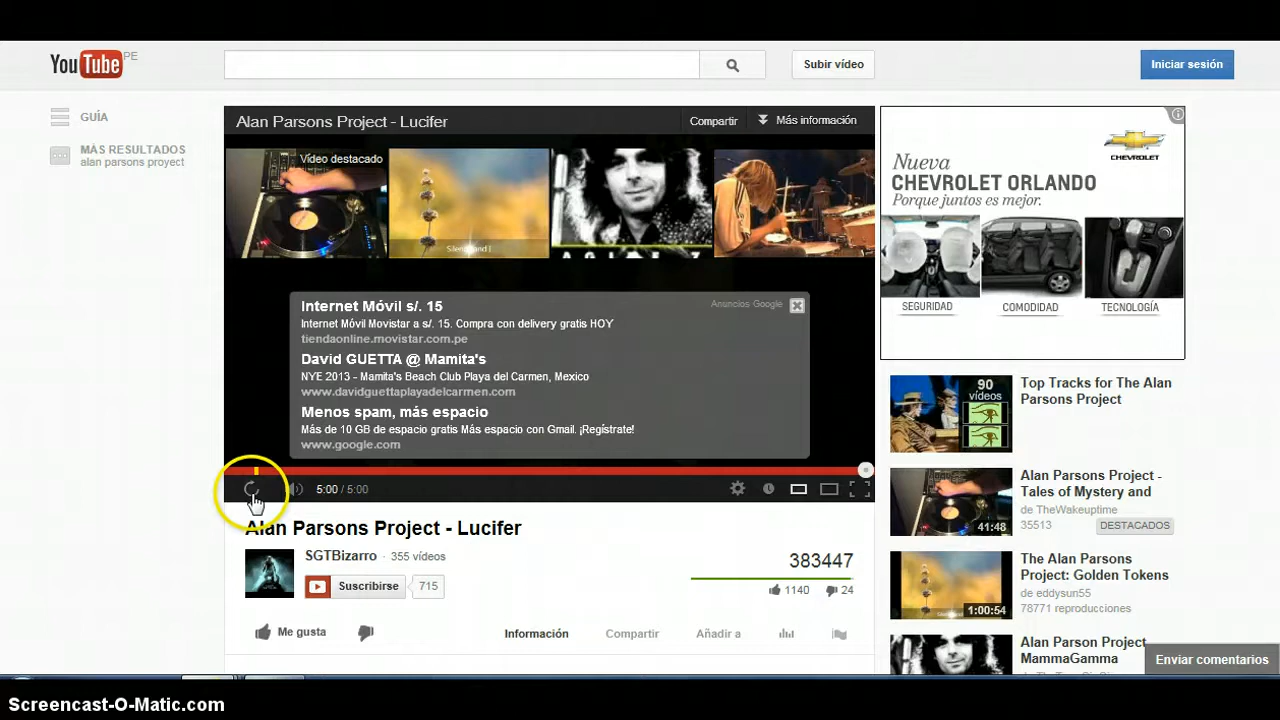 YouTube PE
Subir vídeo
Iniciar sesión
GUÍA
MÁS RESULTADOS
alan parsons proyect
Alan Parsons Project - Lucifer
Compartir
Más información
Vídeo destacado
Internet Móvil s/. 15
Anuncios Google
Internet Móvil Movistar a s/. 15. Compra con delivery gratis HOY
tiendaonline.movistar.com.pe
David GUETTA @ Mamita's
NYE 2013 - Mamita's Beach Club Playa del Carmen, Mexico
www.davidguettaplayadelcarmen.com
Menos spam, más espacio
Más de 10 GB de espacio gratis Más espacio con Gmail. ¡Regístrate!
www.google.com
5:00 / 5:00
Alan Parsons Project - Lucifer
SGTBizarro · 355 vídeos
Suscribirse 715
383447
1140 24
Me gusta
Información
Compartir
Añadir a
CHEVROLET
Nueva
CHEVROLET ORLANDO
Porque juntos es mejor.
SEGURIDAD
COMODIDAD
TECNOLOGÍA
90
vídeos
Top Tracks for The Alan
Parsons Project
41:48
Alan Parsons Project -
Tales of Mystery and
de TheWakeuptime
35513
DESTACADOS
1:00:54
The Alan Parsons
Project: Golden Tokens
de eddysun55
78771 reproducciones
Alan Parson Project
MammaGamma
Enviar comentarios
Screencast-O-Matic.com